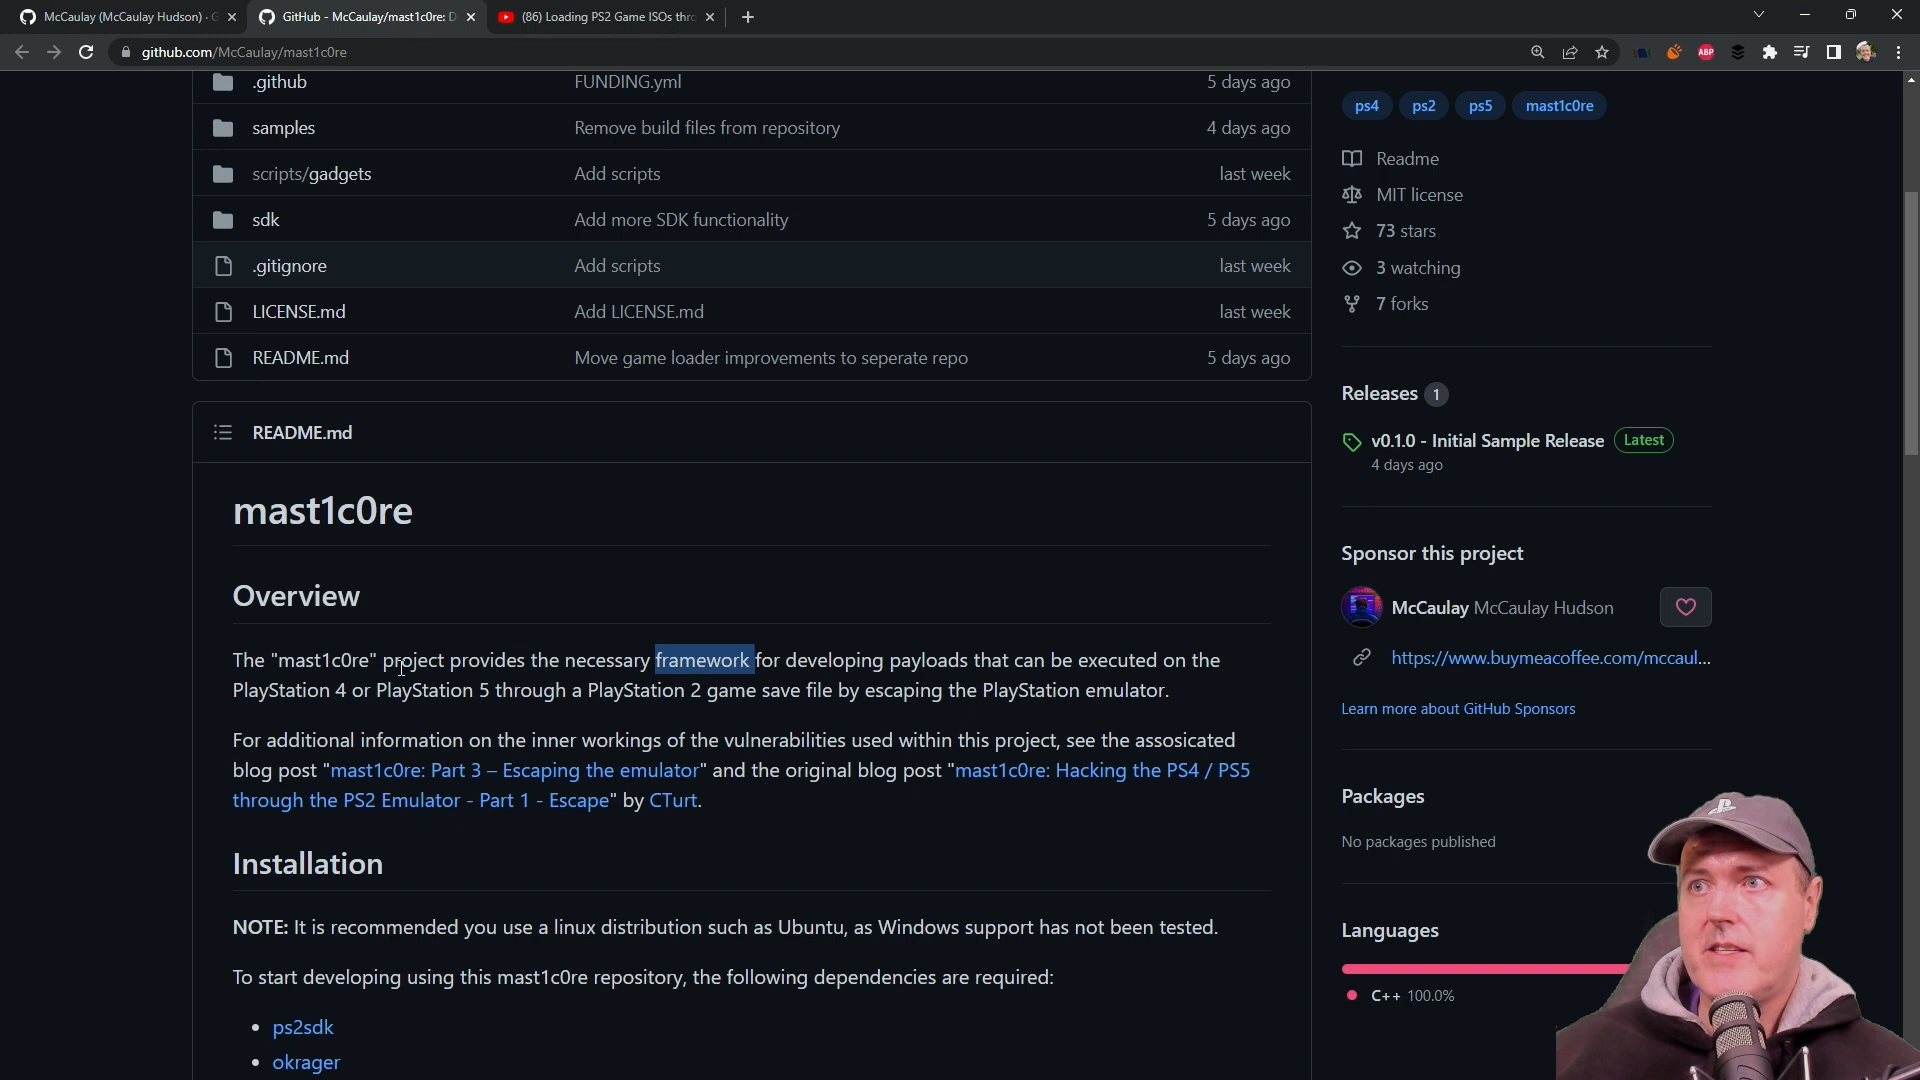 McCaulay (McCaulay Hudson) · G
GitHub - McCaulay/mast1c0re: D
(86) Loading PS2 Game ISOs thro
github.com/McCaulay/mast1c0re
ABP
.github FUNDING.yml 5 days ago
samples Remove build files from repository 4 days ago
scripts/gadgets Add scripts last week
sdk Add more SDK functionality 5 days ago
.gitignore Add scripts last week
LICENSE.md Add LICENSE.md last week
README.md Move game loader improvements to seperate repo 5 days ago
README.md
mast1c0re
Overview
The "mast1c0re" project provides the necessary framework for developing payloads that can be executed on the
PlayStation 4 or PlayStation 5 through a PlayStation 2 game save file by escaping the PlayStation emulator.
For additional information on the inner workings of the vulnerabilities used within this project, see the assosicated
blog post "mast1c0re: Part 3 – Escaping the emulator" and the original blog post "mast1c0re: Hacking the PS4 / PS5
through the PS2 Emulator - Part 1 - Escape" by CTurt.
Installation
NOTE: It is recommended you use a linux distribution such as Ubuntu, as Windows support has not been tested.
To start developing using this mast1c0re repository, the following dependencies are required:
• ps2sdk
• okrager
ps4 ps2 ps5 mast1c0re
Readme
MIT license
73 stars
3 watching
7 forks
Releases 1
v0.1.0 - Initial Sample Release Latest
4 days ago
Sponsor this project
McCaulay McCaulay Hudson
https://www.buymeacoffee.com/mccaul...
Learn more about GitHub Sponsors
Packages
No packages published
Languages
C++ 100.0%